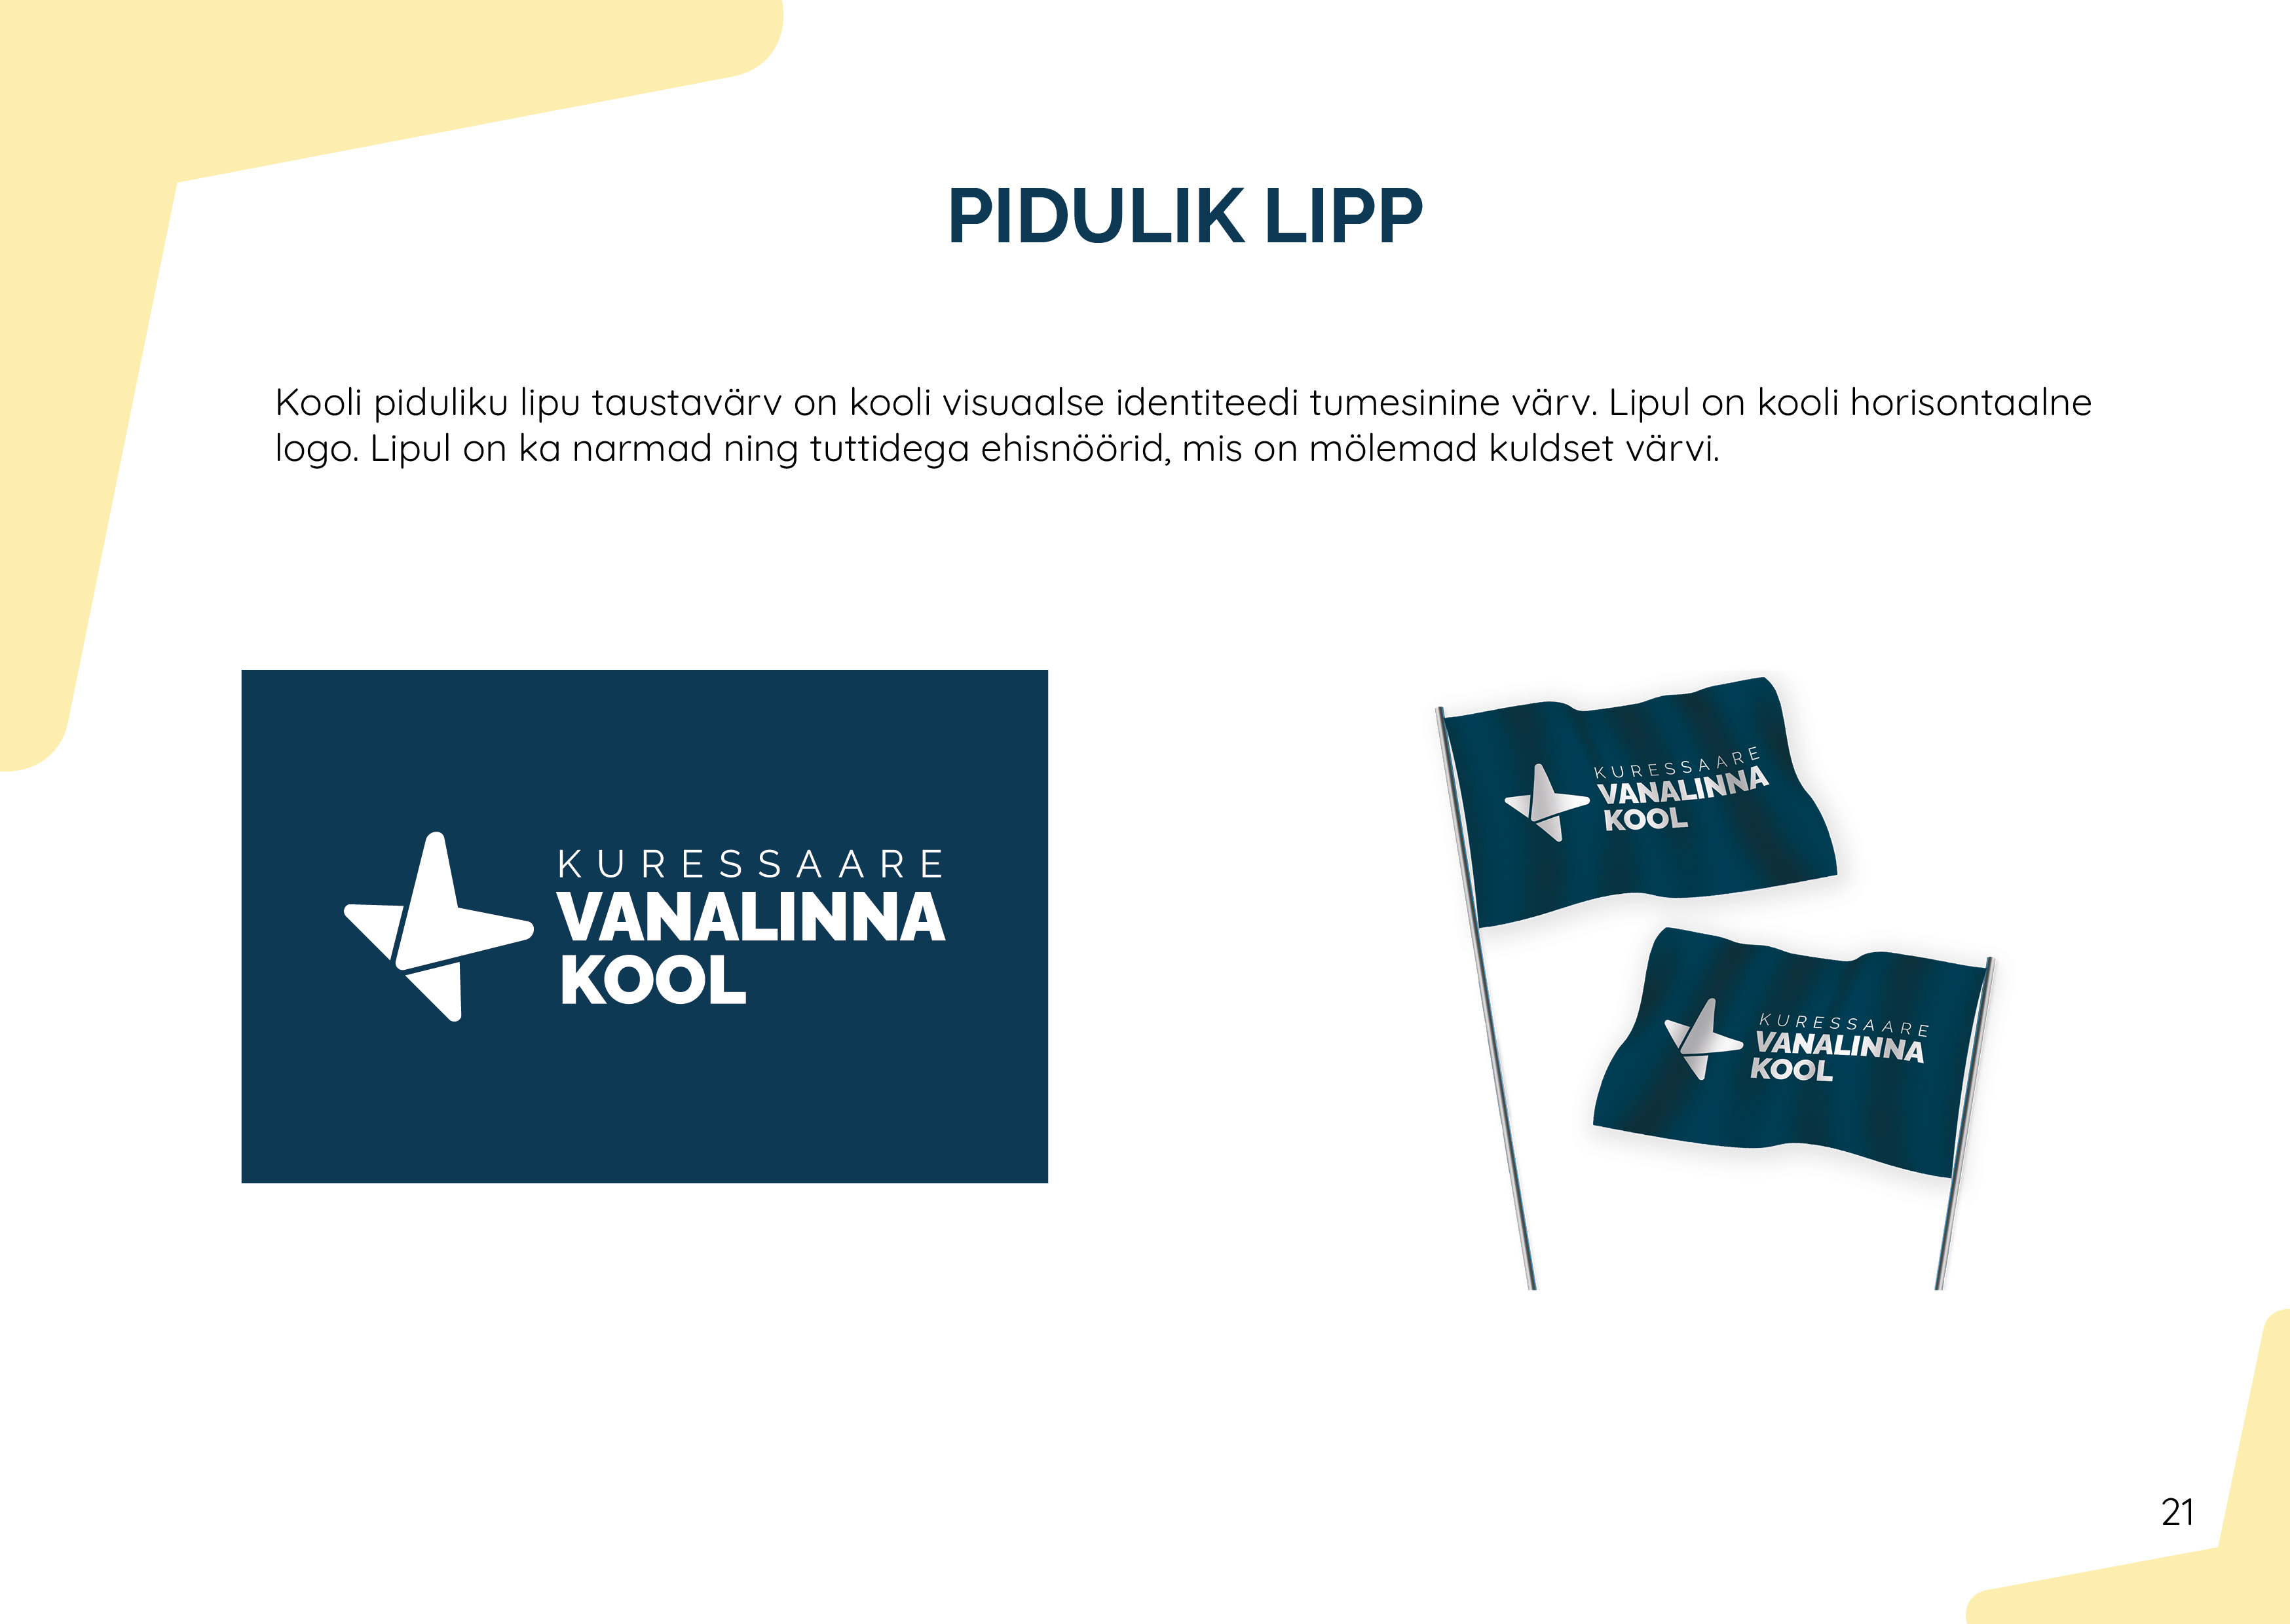 PIDULIK LIPP
Kooli piduliku lipu taustavärv on kooli visuaalse identiteedi tumesinine värv. Lipul on kooli horisontaalne
logo. Lipul on ka narmad ning tuttidega ehisnöörid, mis on mölemad kuldset värvi.
KURESSAARE
VANALINNA
KOOL
KURESSAARE
VANALINNA
KOOL
KURESSAARE
VANALINNA
KOOL
21